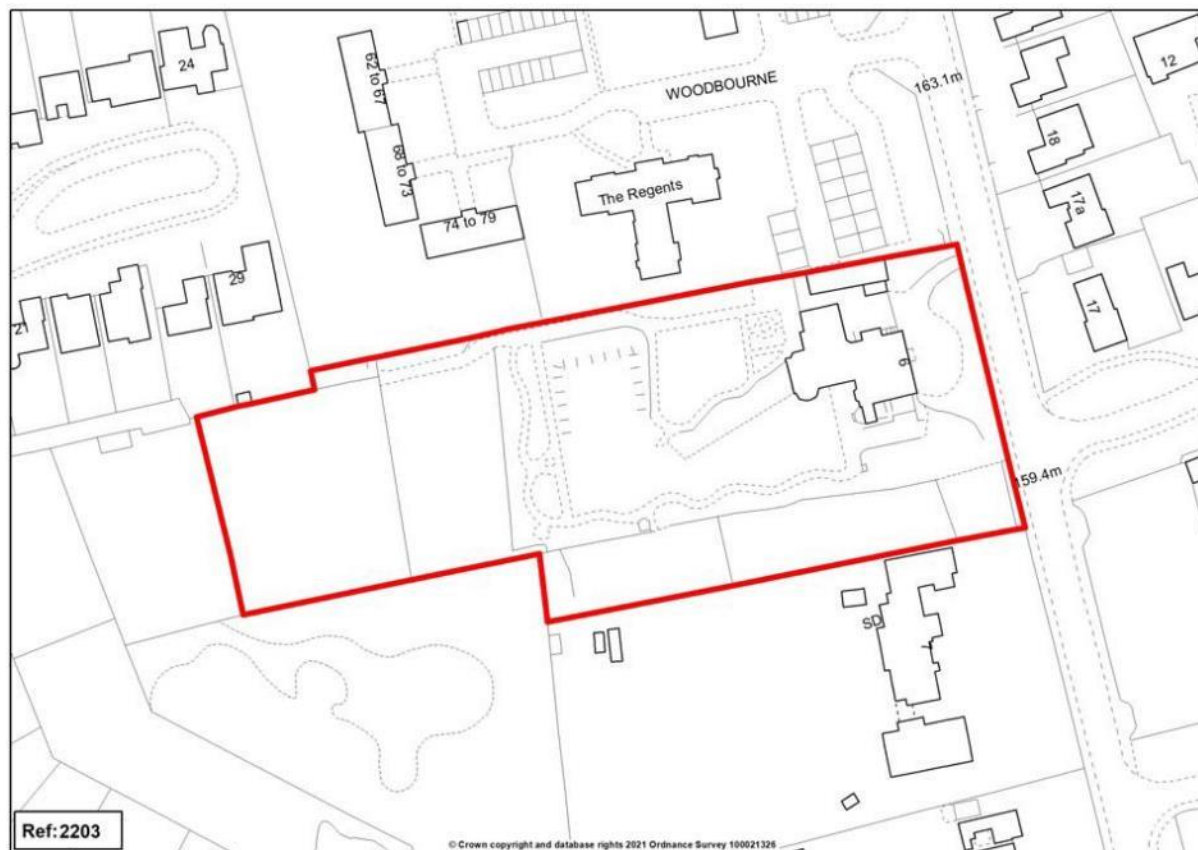 24
62 to 67
WOODBOURNE
163.1m
12
68 to 73
The Regents
18
74 to 79
17a
29
17
21
6
159.4m
SD
7
Ref:2203
© Crown copyright and database rights 2021 Ordnance Survey 100021326